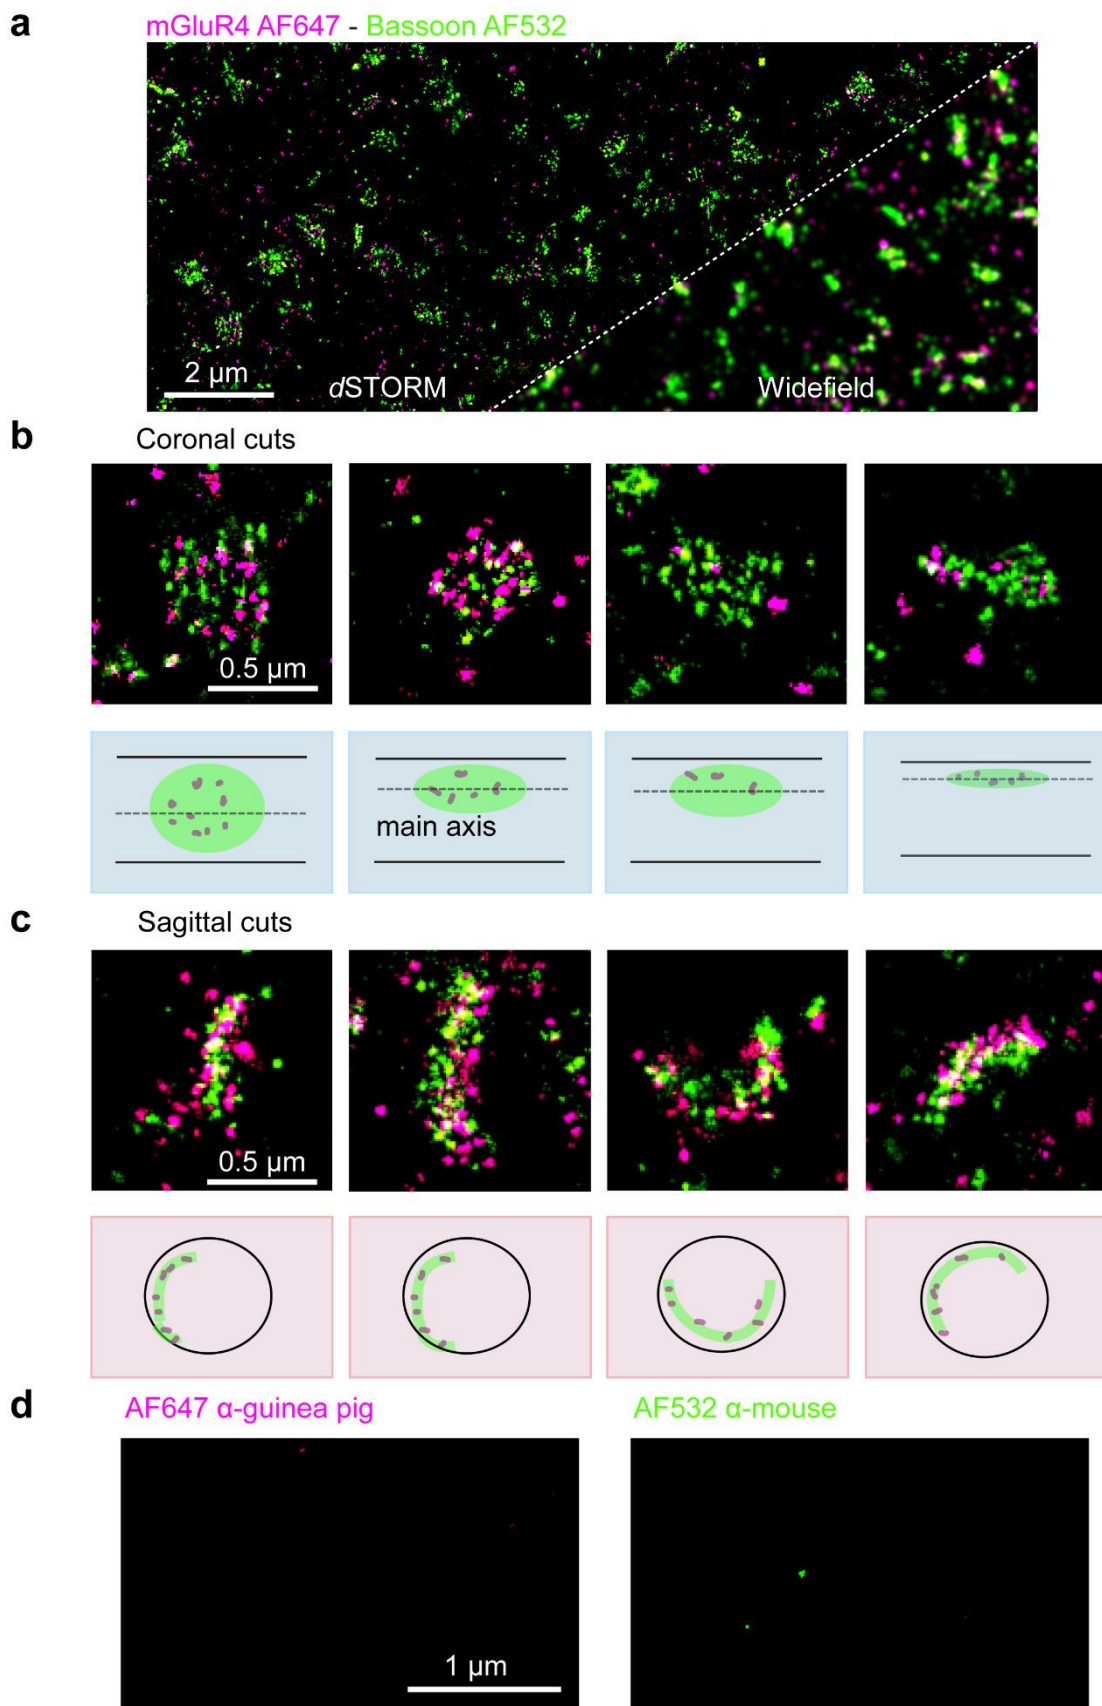 a
mGluR4 AF647 - Bassoon AF532
2 µm
dSTORM
Widefield
b
Coronal cuts
0.5 µm
main axis
c
Sagittal cuts
0.5 µm
d
AF647 α-guinea pig
AF532 α-mouse
1 µm